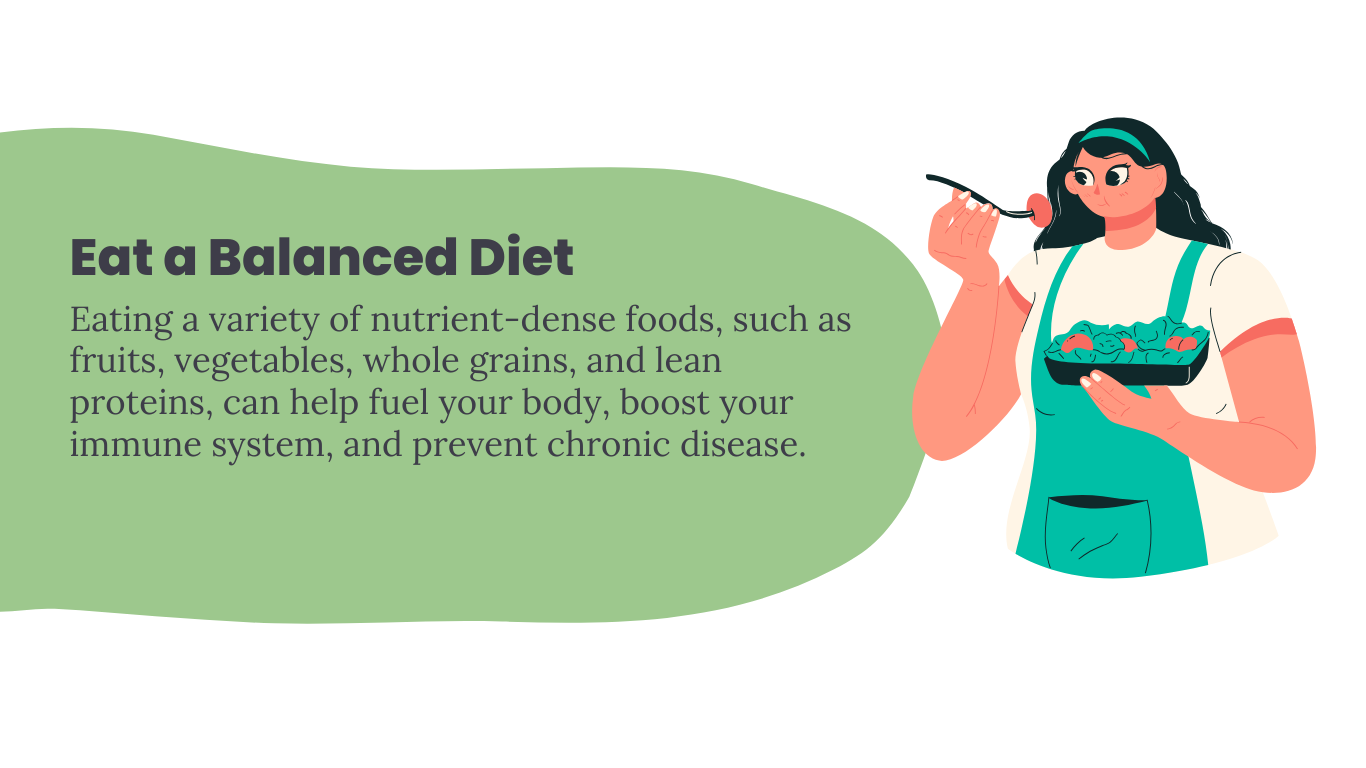 Eat a Balanced Diet
Eating a variety of nutrient-dense foods, such as
fruits, vegetables, whole grains, and lean
proteins, can help fuel your body, boost your
immune system, and prevent chronic disease.